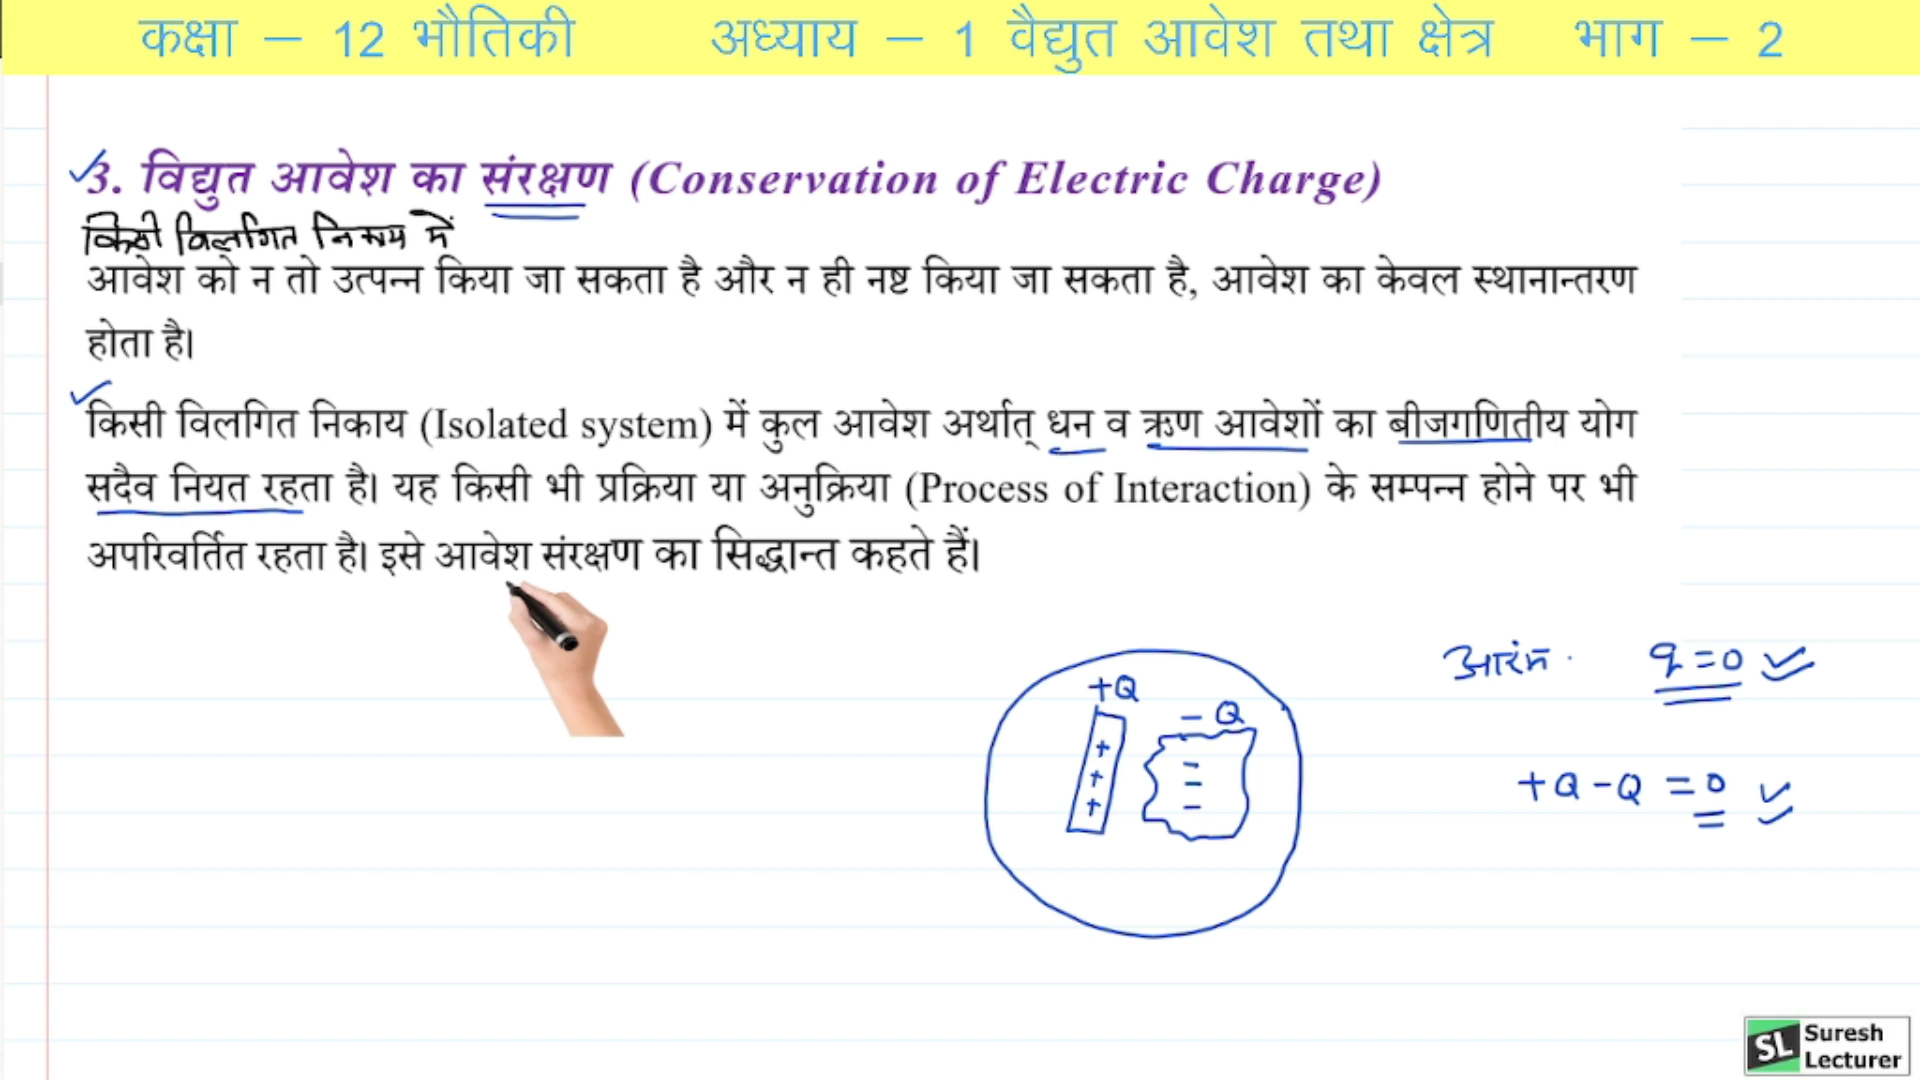 कक्षा – 12 भौतिकी अध्याय – 1 वैद्युत आवेश तथा क्षेत्र भाग – 2
3. विद्युत आवेश का संरक्षण (Conservation of Electric Charge)
किसी विलगित निकाय में
आवेश को न तो उत्पन्न किया जा सकता है और न ही नष्ट किया जा सकता है, आवेश का केवल स्थानान्तरण
होता है।
किसी विलगित निकाय (Isolated system) में कुल आवेश अर्थात् धन व ऋण आवेशों का बीजगणितीय योग
सदैव नियत रहता है। यह किसी भी प्रक्रिया या अनुक्रिया (Process of Interaction) के सम्पन्न होने पर भी
अपरिवर्तित रहता है। इसे आवेश संरक्षण का सिद्धान्त कहते हैं।
आरंभ. q=0
+Q
– Q
+ –
+ –
+ –
+Q–Q =0
SL Suresh
Lecturer